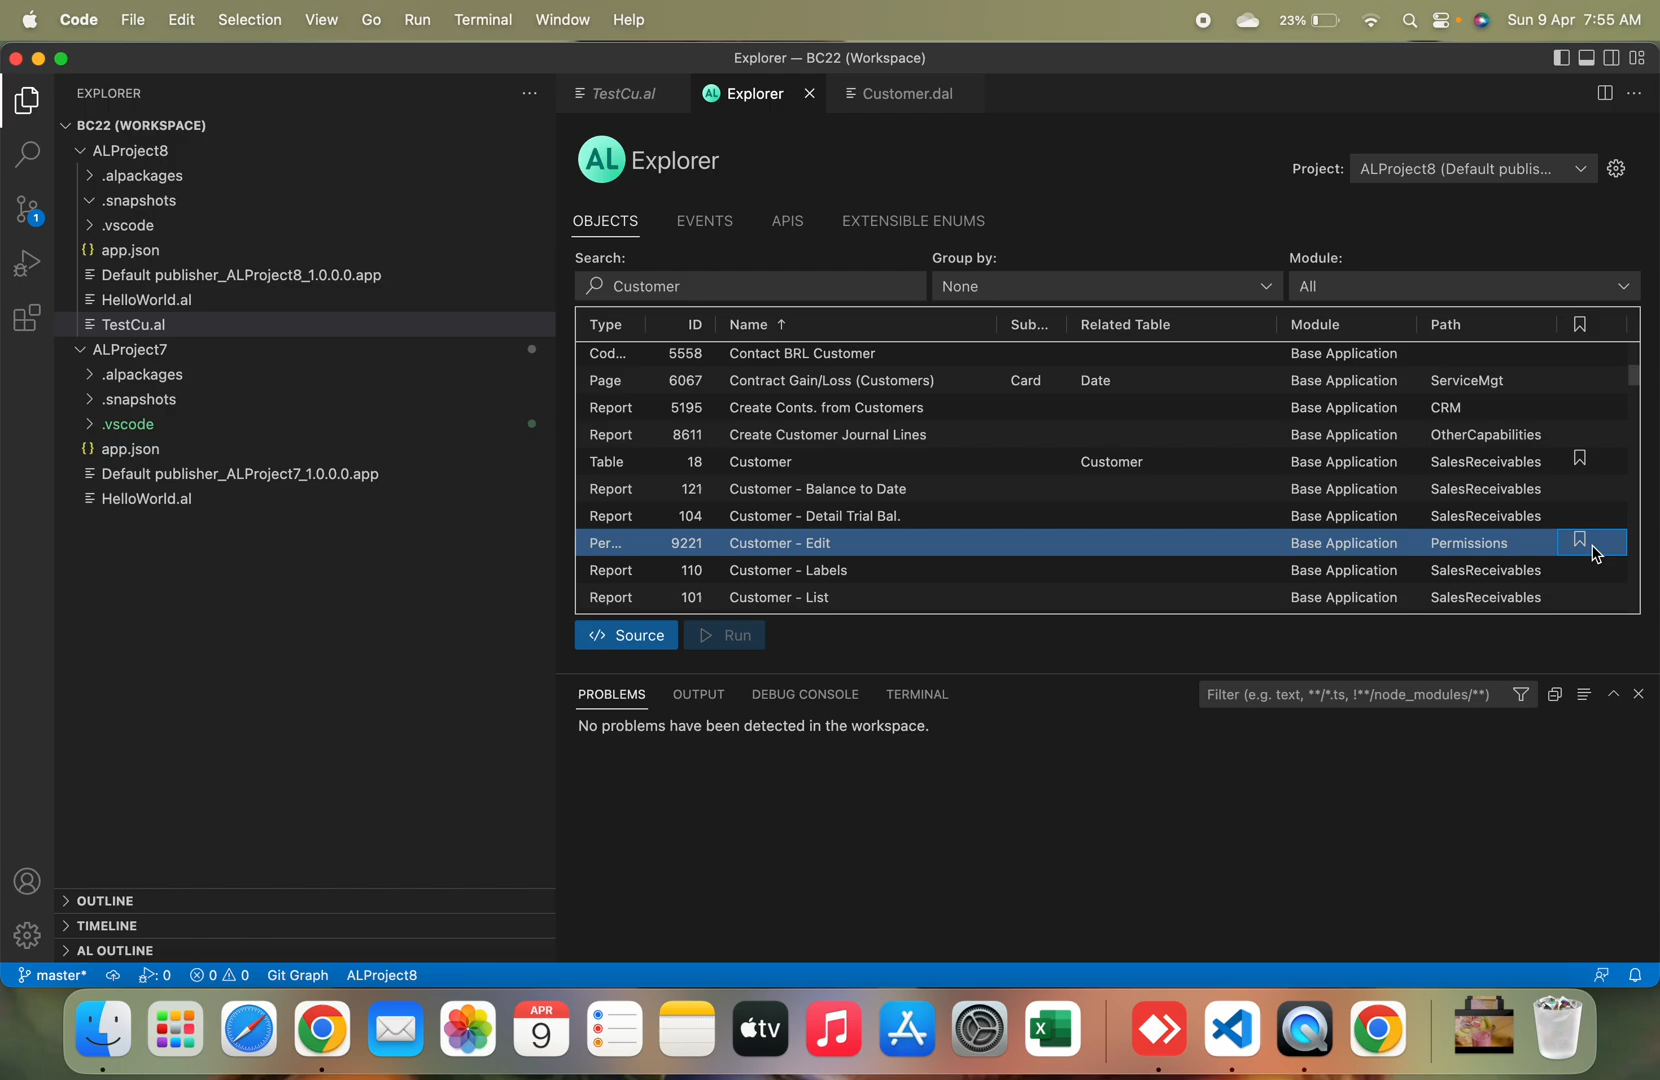 Code File Edit Selection View Go Run Terminal Window Help 23% Sun 9 Apr 7:55 AM
Explorer — BC22 (Workspace)
EXPLORER
BC22 (WORKSPACE)
ALProject8
.alpackages
.snapshots
.vscode
{} app.json
Default publisher_ALProject8_1.0.0.0.app
HelloWorld.al
TestCu.al
ALProject7
.alpackages
.snapshots
.vscode
{} app.json
Default publisher_ALProject7_1.0.0.0.app
HelloWorld.al
OUTLINE
TIMELINE
AL OUTLINE
1
TestCu.al AL Explorer Customer.dal
AL Explorer
Project: ALProject8 (Default publis...
OBJECTS EVENTS APIS EXTENSIBLE ENUMS
Search: Group by: Module:
Customer None All
Type ID Name ↑ Sub... Related Table Module Path
Cod... 5558 Contact BRL Customer Base Application
Page 6067 Contract Gain/Loss (Customers) Card Date Base Application ServiceMgt
Report 5195 Create Conts. from Customers Base Application CRM
Report 8611 Create Customer Journal Lines Base Application OtherCapabilities
Table 18 Customer Customer Base Application SalesReceivables
Report 121 Customer - Balance to Date Base Application SalesReceivables
Report 104 Customer - Detail Trial Bal. Base Application SalesReceivables
Per... 9221 Customer - Edit Base Application Permissions
Report 110 Customer - Labels Base Application SalesReceivables
Report 101 Customer - List Base Application SalesReceivables
</> Source Run
PROBLEMS OUTPUT DEBUG CONSOLE TERMINAL Filter (e.g. text, **/*.ts, !**/node_modules/**)
No problems have been detected in the workspace.
master* 0 0 0 Git Graph ALProject8
APR
9
tv
X